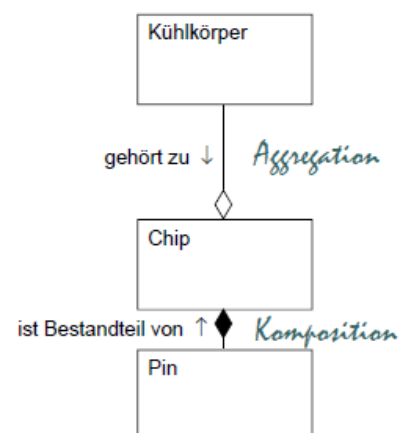 Kühlkörper
gehört zu ↓ Aggregation
Chip
ist Bestandteil von ↑ Komposition
Pin